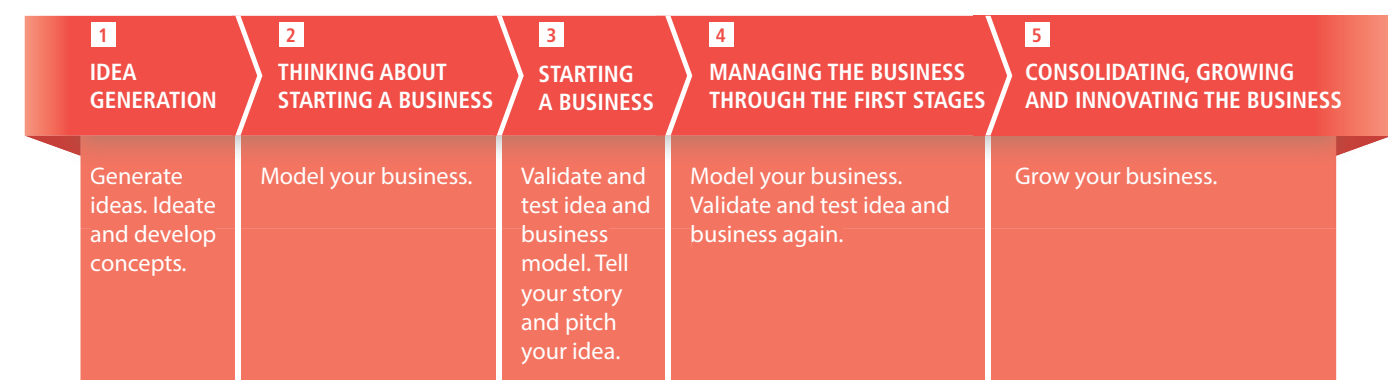 1
IDEA
GENERATION
Generate
ideas. Ideate
and develop
concepts.
2
THINKING ABOUT
STARTING A BUSINESS
Model your business.
3
STARTING
A BUSINESS
Validate and
test idea and
business
model. Tell
your story
and pitch
your idea.
4
MANAGING THE BUSINESS
THROUGH THE FIRST STAGES
Model your business.
Validate and test idea and
business again.
5
CONSOLIDATING, GROWING
AND INNOVATING THE BUSINESS
Grow your business.